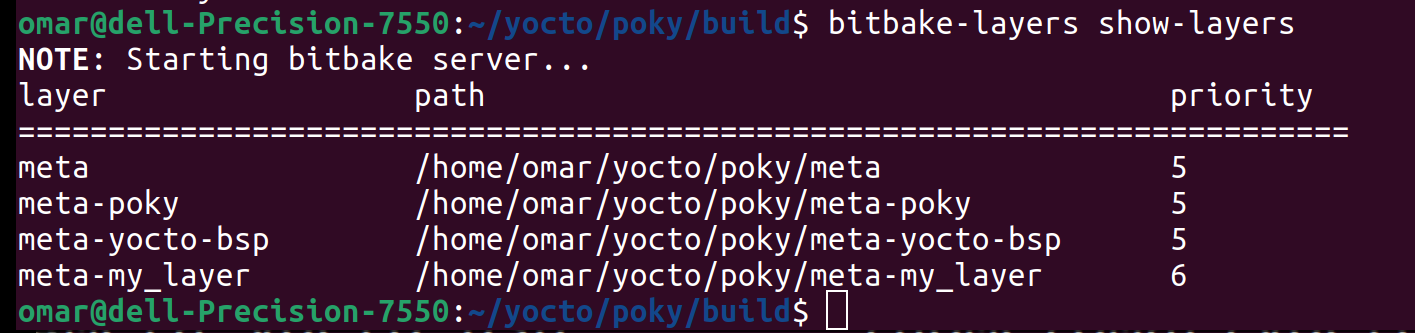 omar@dell-Precision-7550:~/yocto/poky/build$ bitbake-layers show-layers
NOTE: Starting bitbake server...
layer                 path                                      priority
==========================================================================
meta                  /home/omar/yocto/poky/meta                5
meta-poky             /home/omar/yocto/poky/meta-poky           5
meta-yocto-bsp        /home/omar/yocto/poky/meta-yocto-bsp      5
meta-my_layer         /home/omar/yocto/poky/meta-my_layer       6
omar@dell-Precision-7550:~/yocto/poky/build$